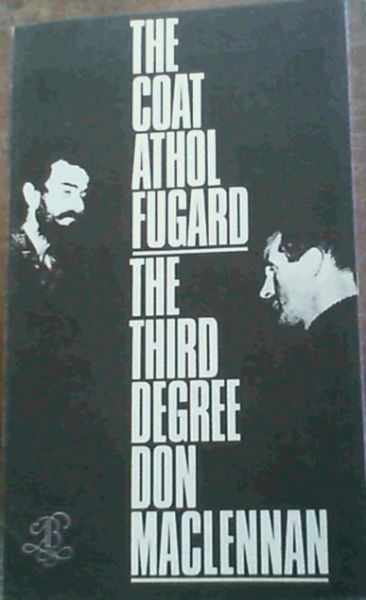 THE
COAT
ATHOL
FUGARD
THE
THIRD
DEGREE
DON
MACLENNAN